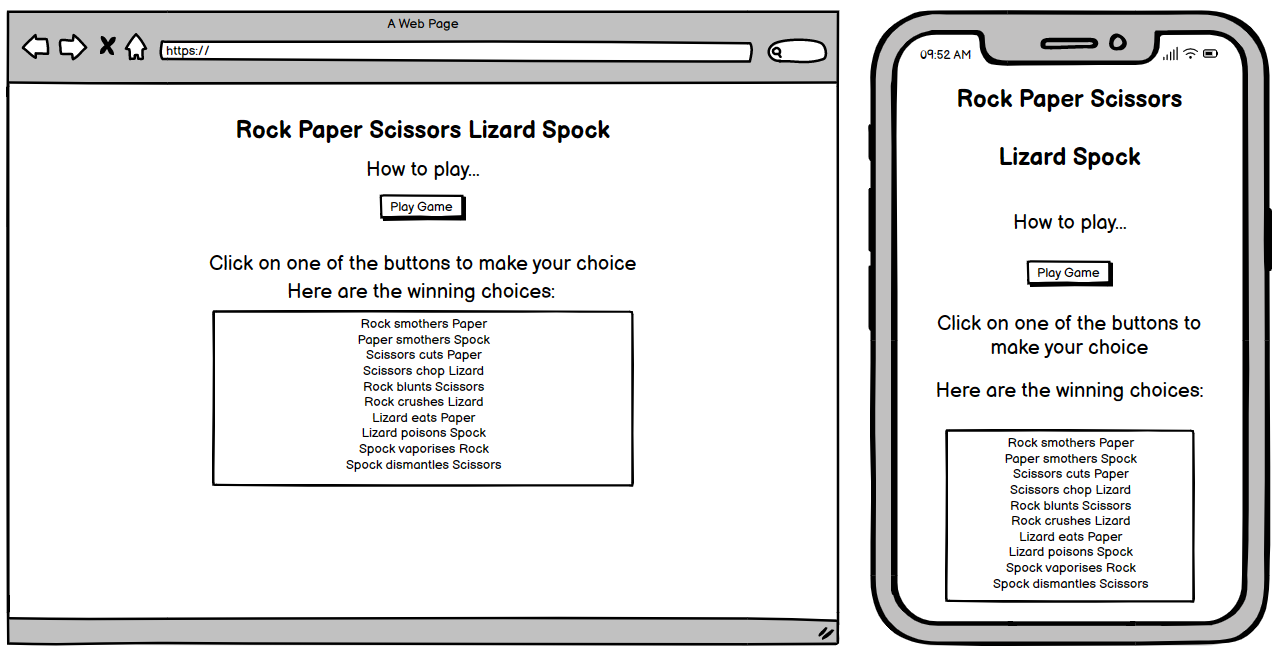 A Web Page
https://
Rock Paper Scissors Lizard Spock
How to play...
Play Game
Click on one of the buttons to make your choice
Here are the winning choices:
Rock smothers Paper
Paper smothers Spock
Scissors cuts Paper
Scissors chop Lizard
Rock blunts Scissors
Rock crushes Lizard
Lizard eats Paper
Lizard poisons Spock
Spock vaporises Rock
Spock dismantles Scissors
09:52 AM
Rock Paper Scissors
Lizard Spock
How to play...
Play Game
Click on one of the buttons to
make your choice
Here are the winning choices:
Rock smothers Paper
Paper smothers Spock
Scissors cuts Paper
Scissors chop Lizard
Rock blunts Scissors
Rock crushes Lizard
Lizard eats Paper
Lizard poisons Spock
Spock vaporises Rock
Spock dismantles Scissors